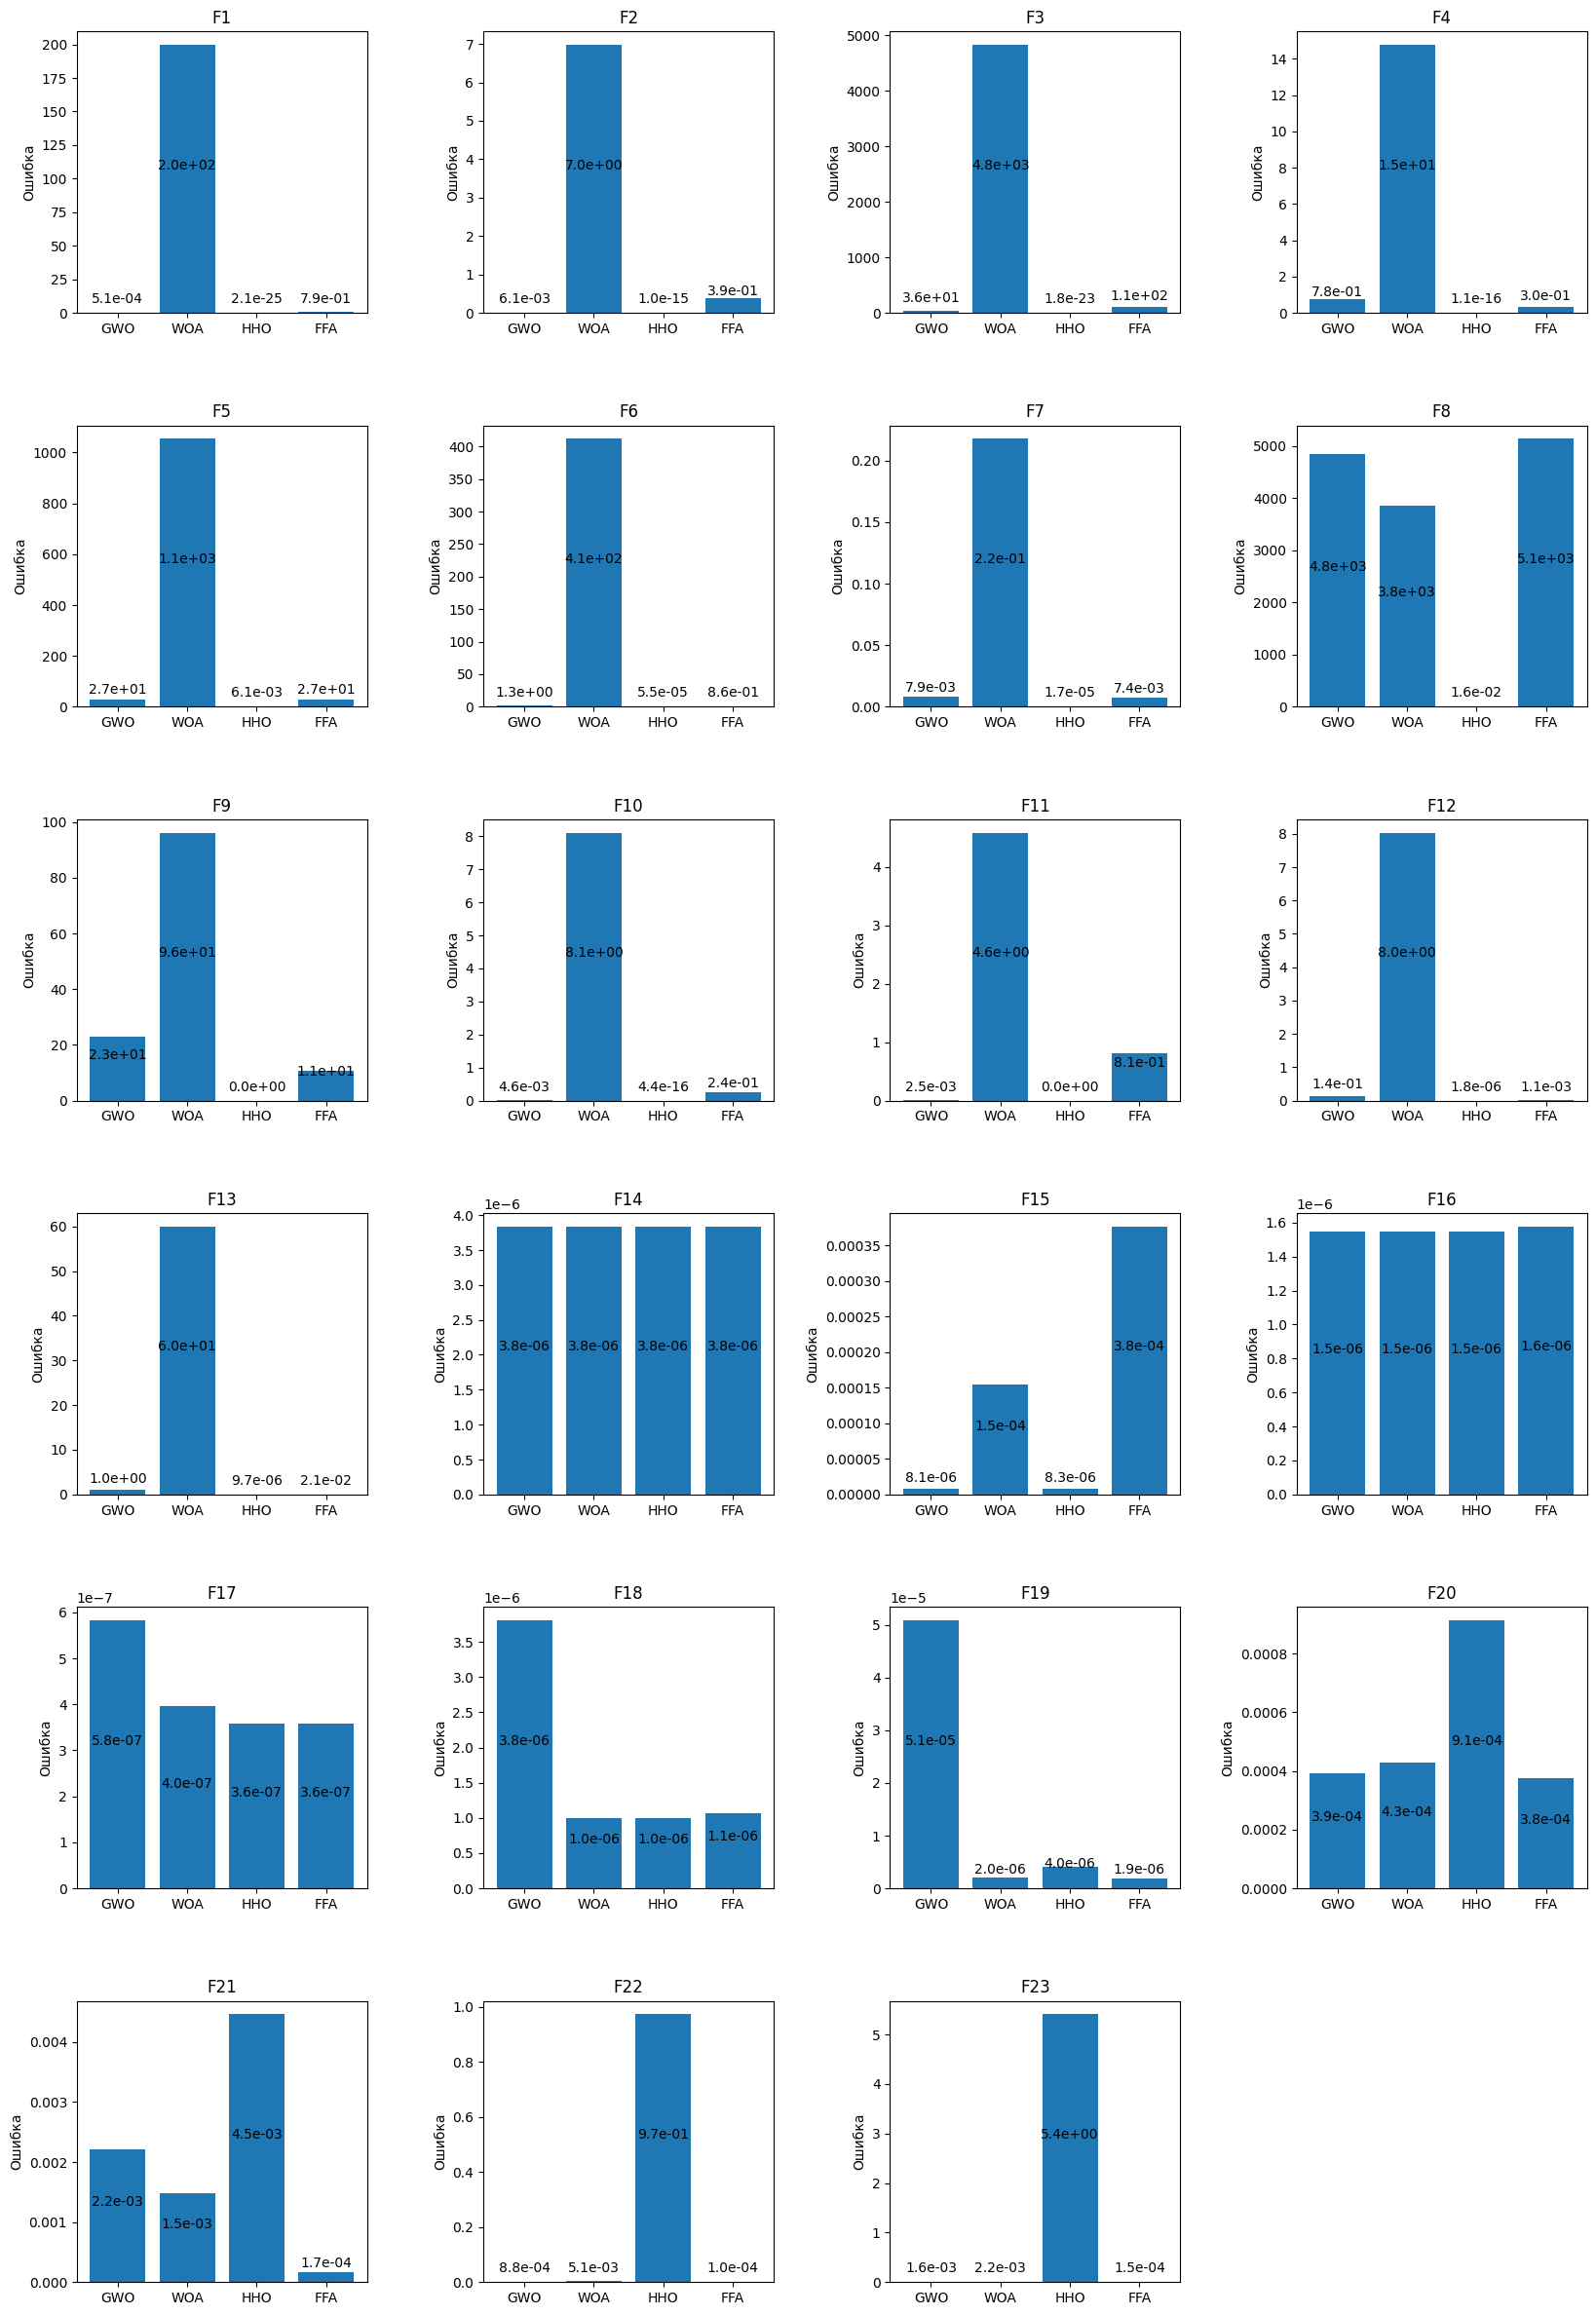 F1
200
175
150
125
100
75
50
25
0
Ошибка
5.1e-04
2.0e+02
2.1e-25
7.9e-01
GWO WOA HHO FFA
F2
7
6
5
4
3
2
1
0
Ошибка
6.1e-03
7.0e+00
1.0e-15
3.9e-01
GWO WOA HHO FFA
F3
5000
4000
3000
2000
1000
0
Ошибка
3.6e+01
4.8e+03
1.8e-23
1.1e+02
GWO WOA HHO FFA
F4
14
12
10
8
6
4
2
0
Ошибка
7.8e-01
1.5e+01
1.1e-16
3.0e-01
GWO WOA HHO FFA
F5
1000
800
600
400
200
0
Ошибка
2.7e+01
1.1e+03
6.1e-03
2.7e+01
GWO WOA HHO FFA
F6
400
350
300
250
200
150
100
50
0
Ошибка
1.3e+00
4.1e+02
5.5e-05
8.6e-01
GWO WOA HHO FFA
F7
0.20
0.15
0.10
0.05
0.00
Ошибка
7.9e-03
2.2e-01
1.7e-05
7.4e-03
GWO WOA HHO FFA
F8
5000
4000
3000
2000
1000
0
Ошибка
4.8e+03
3.8e+03
1.6e-02
5.1e+03
GWO WOA HHO FFA
F9
100
80
60
40
20
0
Ошибка
2.3e+01
9.6e+01
0.0e+00
1.1e+01
GWO WOA HHO FFA
F10
8
7
6
5
4
3
2
1
0
Ошибка
4.6e-03
8.1e+00
4.4e-16
2.4e-01
GWO WOA HHO FFA
F11
4
3
2
1
0
Ошибка
2.5e-03
4.6e+00
0.0e+00
8.1e-01
GWO WOA HHO FFA
F12
8
7
6
5
4
3
2
1
0
Ошибка
1.4e-01
8.0e+00
1.8e-06
1.1e-03
GWO WOA HHO FFA
F13
60
50
40
30
20
10
0
Ошибка
1.0e+00
6.0e+01
9.7e-06
2.1e-02
GWO WOA HHO FFA
F14
1e−6
4.0
3.5
3.0
2.5
2.0
1.5
1.0
0.5
0.0
Ошибка
3.8e-06
3.8e-06
3.8e-06
3.8e-06
GWO WOA HHO FFA
F15
0.00035
0.00030
0.00025
0.00020
0.00015
0.00010
0.00005
0.00000
Ошибка
8.1e-06
1.5e-04
8.3e-06
3.8e-04
GWO WOA HHO FFA
F16
1e−6
1.6
1.4
1.2
1.0
0.8
0.6
0.4
0.2
0.0
Ошибка
1.5e-06
1.5e-06
1.5e-06
1.6e-06
GWO WOA HHO FFA
F17
1e−7
6
5
4
3
2
1
0
Ошибка
5.8e-07
4.0e-07
3.6e-07
3.6e-07
GWO WOA HHO FFA
F18
1e−6
3.5
3.0
2.5
2.0
1.5
1.0
0.5
0.0
Ошибка
3.8e-06
1.0e-06
1.0e-06
1.1e-06
GWO WOA HHO FFA
F19
1e−5
5
4
3
2
1
0
Ошибка
5.1e-05
2.0e-06
4.0e-06
1.9e-06
GWO WOA HHO FFA
F20
0.0008
0.0006
0.0004
0.0002
0.0000
Ошибка
3.9e-04
4.3e-04
9.1e-04
3.8e-04
GWO WOA HHO FFA
F21
0.004
0.003
0.002
0.001
0.000
Ошибка
2.2e-03
1.5e-03
4.5e-03
1.7e-04
GWO WOA HHO FFA
F22
1.0
0.8
0.6
0.4
0.2
0.0
Ошибка
8.8e-04
5.1e-03
9.7e-01
1.0e-04
GWO WOA HHO FFA
F23
5
4
3
2
1
0
Ошибка
1.6e-03
2.2e-03
5.4e+00
1.5e-04
GWO WOA HHO FFA